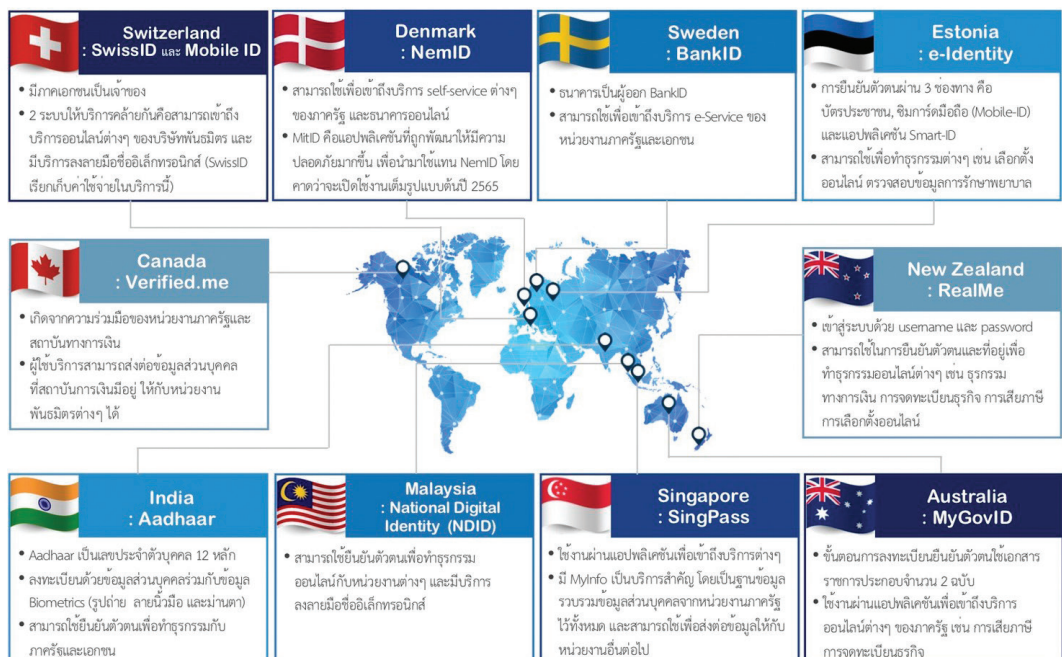 Switzerland
: SwissID และ Mobile ID
• มีภาคเอกชนเป็นเจ้าของ
• 2 ระบบให้บริการคล้ายกันคือสามารถเข้าถึง
บริการออนไลน์ต่างๆ ของบริษัทพันธมิตร และ
มีบริการลงลายมือชื่ออิเล็กทรอนิกส์ (SwissID
เรียกเก็บค่าใช้จ่ายในบริการนี้)
Denmark
: NemID
• สามารถใช้เพื่อเข้าถึงบริการ self-service ต่างๆ
ของภาครัฐ และธนาคารออนไลน์
• MitID คือแอปพลิเคชันที่ถูกพัฒนาให้มีความ
ปลอดภัยมากขึ้น เพื่อนำมาใช้แทน NemID โดย
คาดว่าจะเปิดใช้งานเต็มรูปแบบต้นปี 2565
Sweden
: BankID
• ธนาคารเป็นผู้ออก BankID
• สามารถใช้เพื่อเข้าถึงบริการ e-Service ของ
หน่วยงานภาครัฐและเอกชน
Estonia
: e-Identity
• การยืนยันตัวตนผ่าน 3 ช่องทาง คือ
บัตรประชาชน, ซิมการ์ดมือถือ (Mobile-ID)
และแอปพลิเคชัน Smart-ID
• สามารถใช้เพื่อทำธุรกรรมต่างๆ เช่น เลือกตั้ง
ออนไลน์ ตรวจสอบข้อมูลการรักษาพยาบาล
Canada
: Verified.me
• เกิดจากความร่วมมือของหน่วยงานภาครัฐและ
สถาบันทางการเงิน
• ผู้ใช้บริการสามารถส่งต่อข้อมูลส่วนบุคคล
ที่สถาบันการเงินมีอยู่ ให้กับหน่วยงาน
พันธมิตรต่างๆ ได้
New Zealand
: RealMe
• เข้าสู่ระบบด้วย username และ password
• สามารถใช้ในการยืนยันตัวตนและที่อยู่เพื่อ
ทำธุรกรรมออนไลน์ต่างๆ เช่น ธุรกรรม
ทางการเงิน การจดทะเบียนธุรกิจ การเสียภาษี
การเลือกตั้งออนไลน์
India
: Aadhaar
• Aadhaar เป็นเลขประจำตัวบุคคล 12 หลัก
• ลงทะเบียนด้วยข้อมูลส่วนบุคคลร่วมกับข้อมูล
Biometrics (รูปถ่าย ลายนิ้วมือ และม่านตา)
• สามารถใช้ยืนยันตัวตนเพื่อทำธุรกรรมกับ
ภาครัฐและเอกชน
Malaysia
: National Digital
Identity (NDID)
• สามารถใช้ยืนยันตัวตนเพื่อทำธุรกรรม
ออนไลน์กับหน่วยงานต่างๆ และมีบริการ
ลงลายมือชื่ออิเล็กทรอนิกส์
Singapore
: SingPass
• ใช้งานผ่านแอปพลิเคชันเพื่อเข้าถึงบริการต่างๆ
• มี MyInfo เป็นบริการสำคัญ โดยเป็นฐานข้อมูล
รวบรวมข้อมูลส่วนบุคคลจากหน่วยงานภาครัฐ
ไว้ทั้งหมด และสามารถใช้เพื่อส่งต่อข้อมูลให้กับ
หน่วยงานอื่นต่อไป
Australia
: MyGovID
• ขั้นตอนการลงทะเบียนยืนยันตัวตนใช้เอกสาร
ราชการประกอบจำนวน 2 ฉบับ
• ใช้งานผ่านแอปพลิเคชันเพื่อเข้าถึงบริการ
ออนไลน์ต่างๆ ของภาครัฐ เช่น การเสียภาษี
การจดทะเบียนธุรกิจ